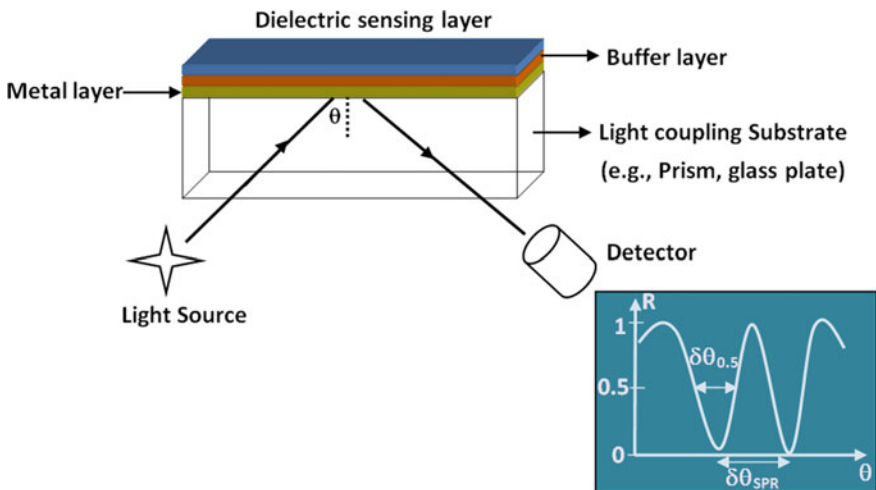 Dielectric sensing layer
Buffer layer
Metal layer
θ
Light coupling Substrate
(e.g., Prism, glass plate)
Detector
Light Source
R
1
δθ0.5
0.5
0
δθSPR
θ